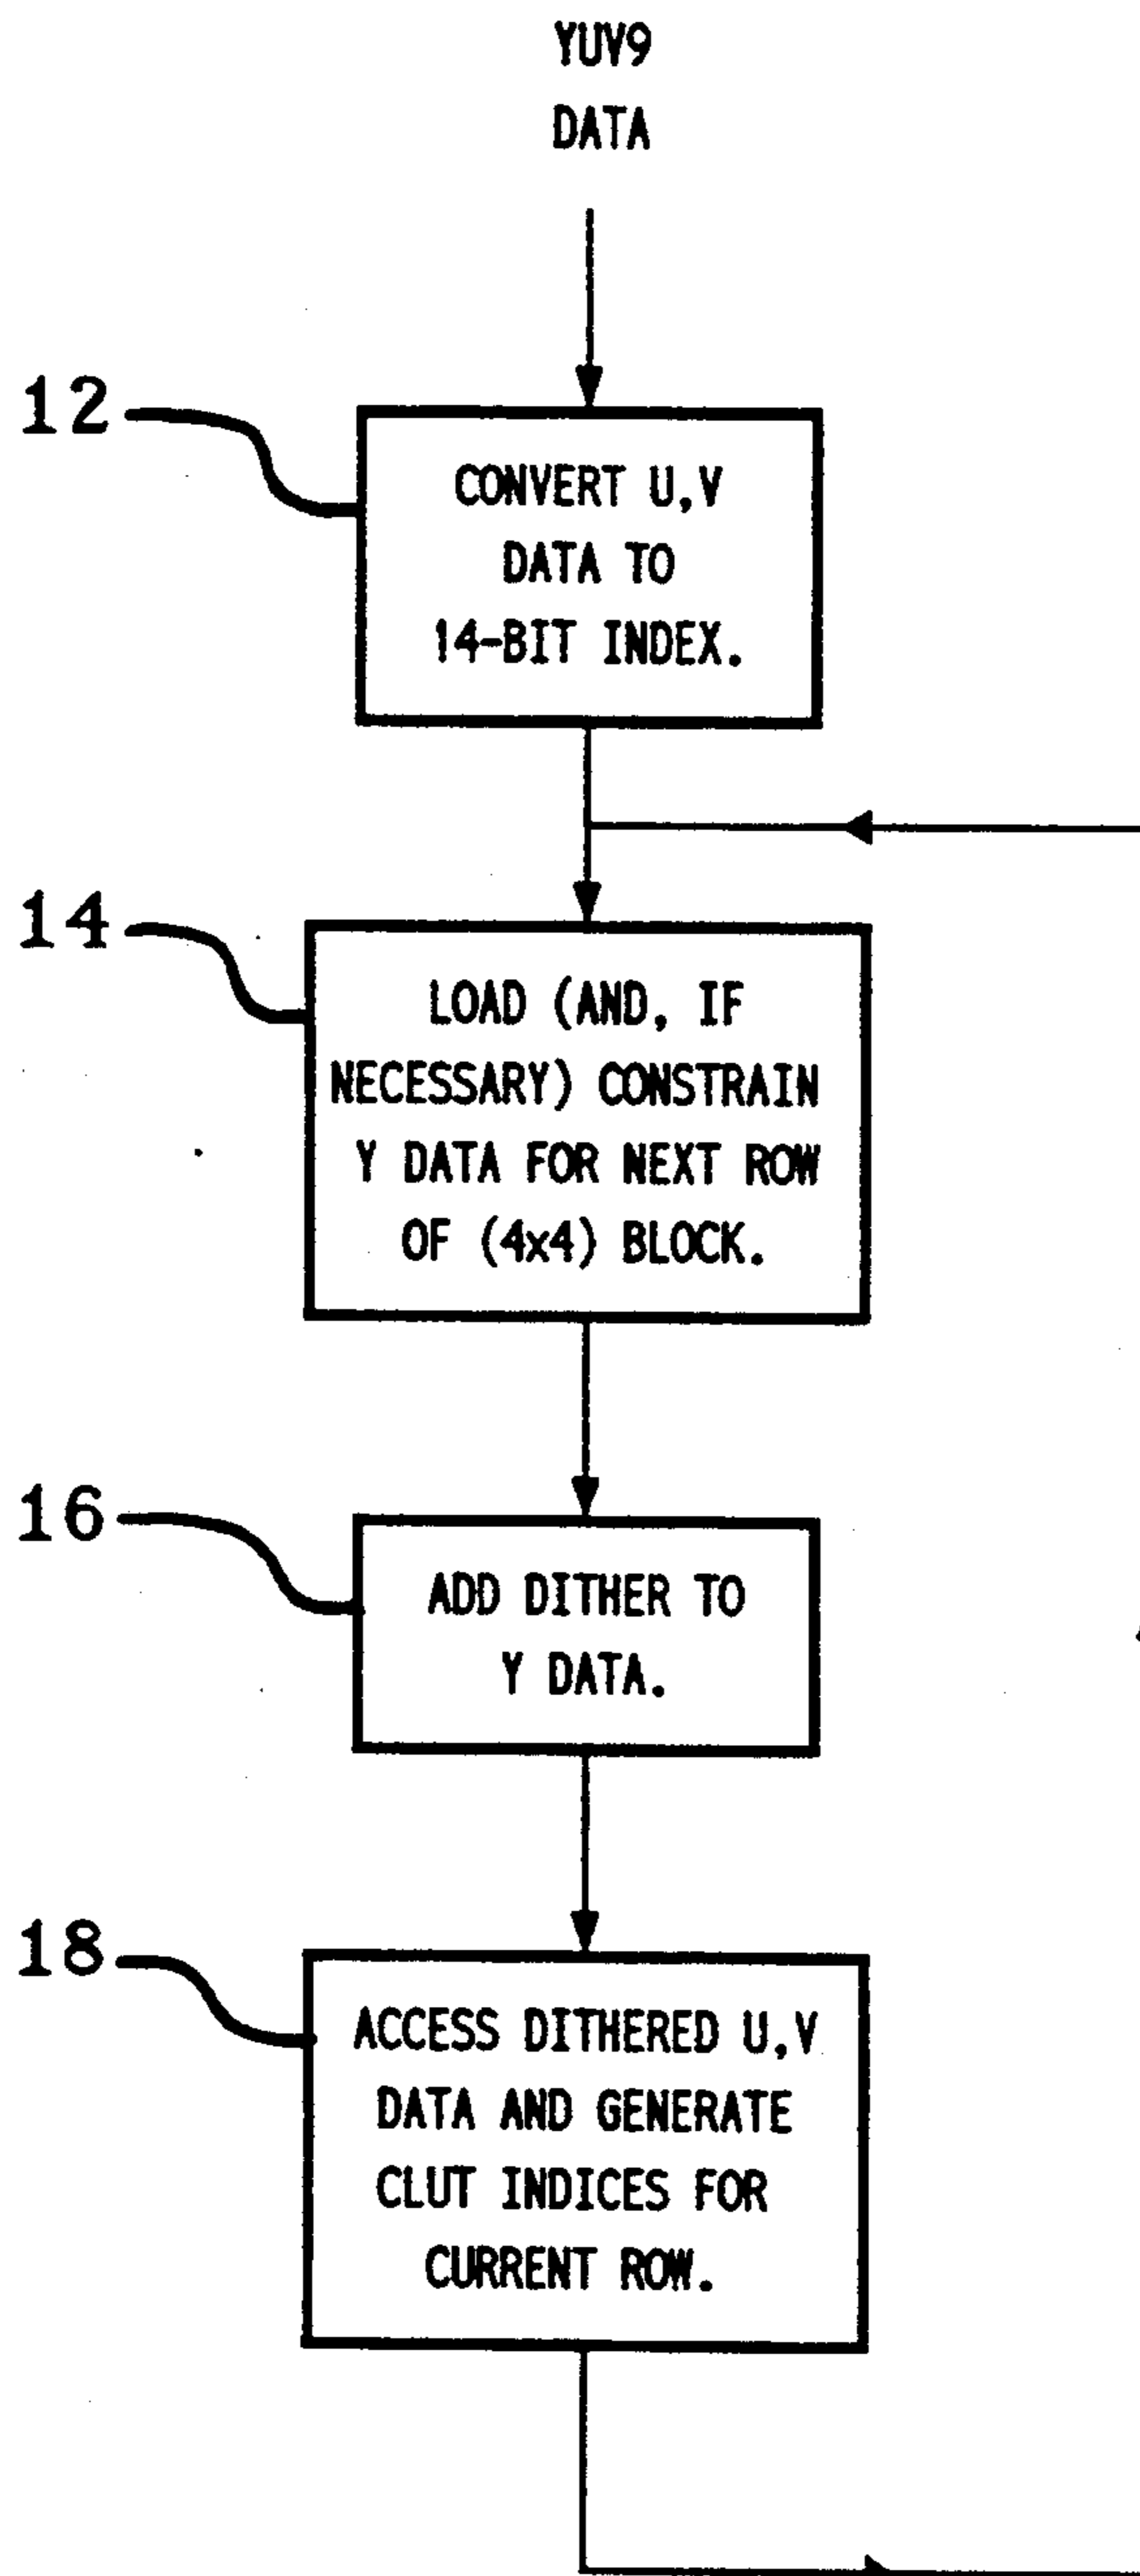 YUV9
DATA
12
CONVERT U,V
DATA TO
14-BIT INDEX.
14
LOAD (AND, IF
NECESSARY) CONSTRAIN
Y DATA FOR NEXT ROW
OF (4x4) BLOCK.
16
ADD DITHER TO
Y DATA.
18
ACCESS DITHERED U,V
DATA AND GENERATE
CLUT INDICES FOR
CURRENT ROW.